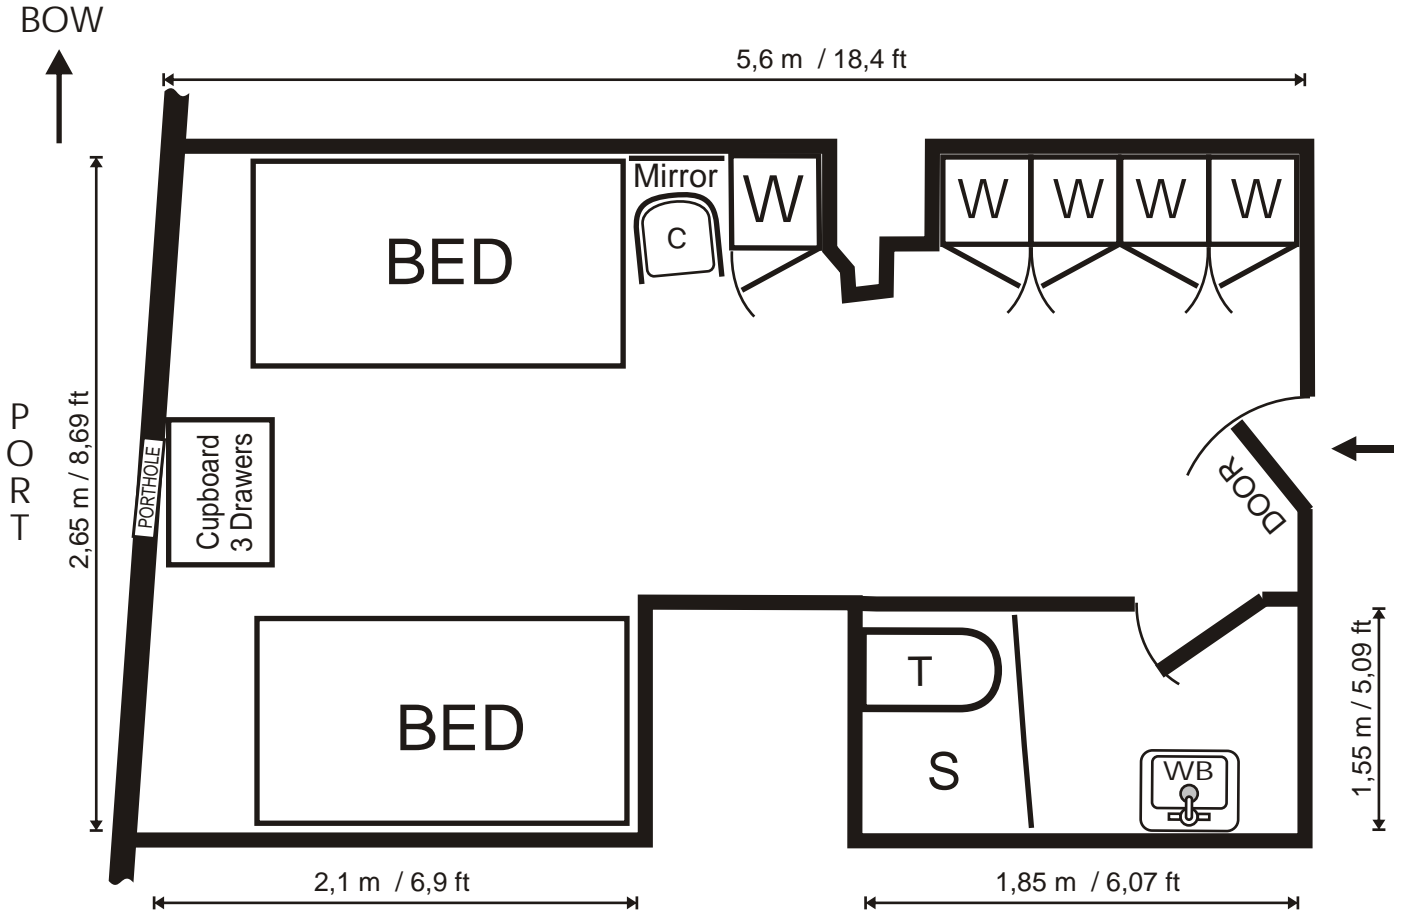 BOW
5,6 m / 18,4 ft
Mirror
W
W
W
W
W
C
BED
PORT
2,65 m / 8,69 ft
PORTHOLE
Cupboard
3 Drawers
DOOR
BED
T
S
WB
1,55 m / 5,09 ft
2,1 m / 6,9 ft
1,85 m / 6,07 ft